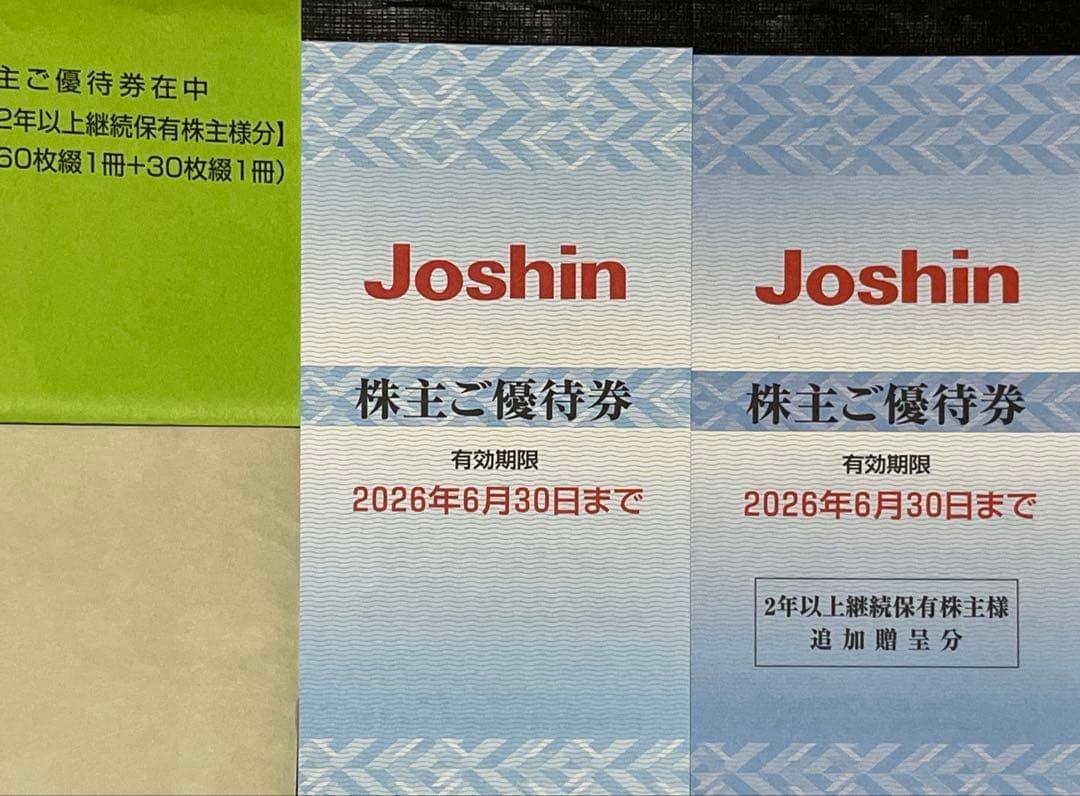 主ご優待券在中
2年以上継続保有株主様分】
60枚綴1冊+30枚綴1冊）
Joshin
株主ご優待券
有効期限
2026年6月30日まで
Joshin
株主ご優待券
有効期限
2026年6月30日まで
2年以上継続保有株主様
追加贈呈分